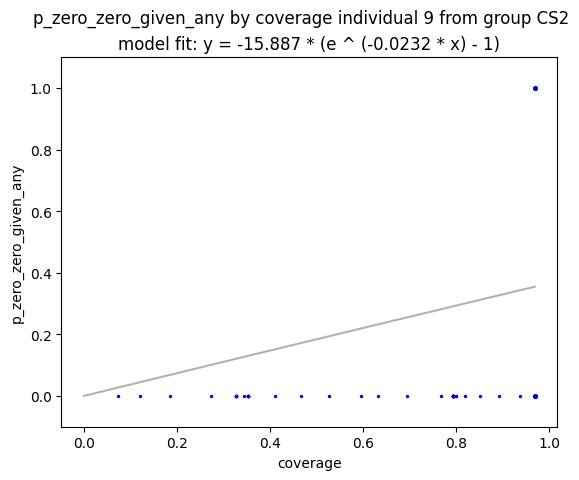 p_zero_zero_given_any by coverage individual 9 from group CS2
model fit: y = -15.887 * (e ^ (-0.0232 * x) - 1)
1.0
0.8
0.6
0.4
0.2
0.0
p_zero_zero_given_any
0.0 0.2 0.4 0.6 0.8 1.0
coverage